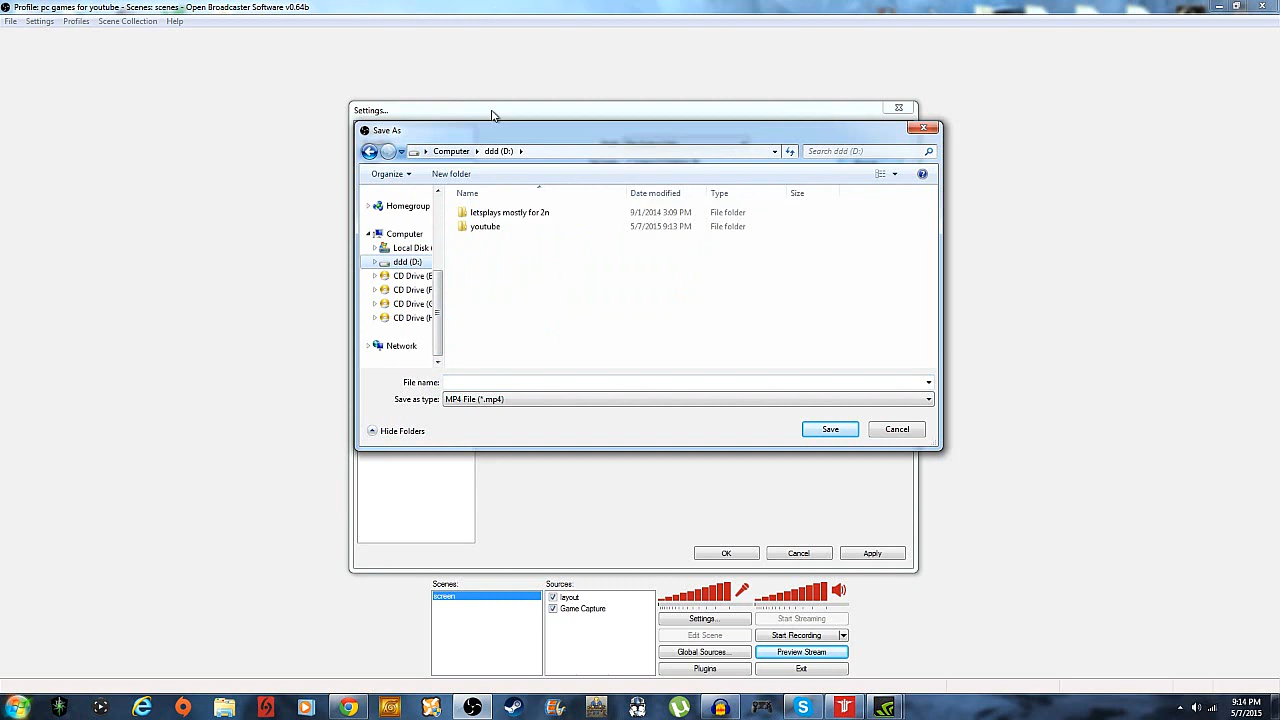 Profile: pc games for youtube - Scenes: scenes - Open Broadcaster Software v0.64b
File Settings Profiles Scene Collection Help
Settings...
Save As
Computer ddd (D:) Search ddd (D:)
Organize New folder
Name Date modified Type Size
Homegroup
letsplays mostly for 2n 9/1/2014 3:09 PM File folder
youtube 5/7/2015 9:13 PM File folder
Computer
Local Disk
ddd (D:)
CD Drive (E
CD Drive (F
CD Drive (G
CD Drive (H
Network
File name:
Save as type: MP4 File (*.mp4)
Hide Folders Save Cancel
OK Cancel Apply
Scenes: Sources:
screen layout
Game Capture
Settings... Start Streaming
Edit Scene Start Recording
Global Sources... Preview Stream
Plugins Exit
9:14 PM
5/7/2015